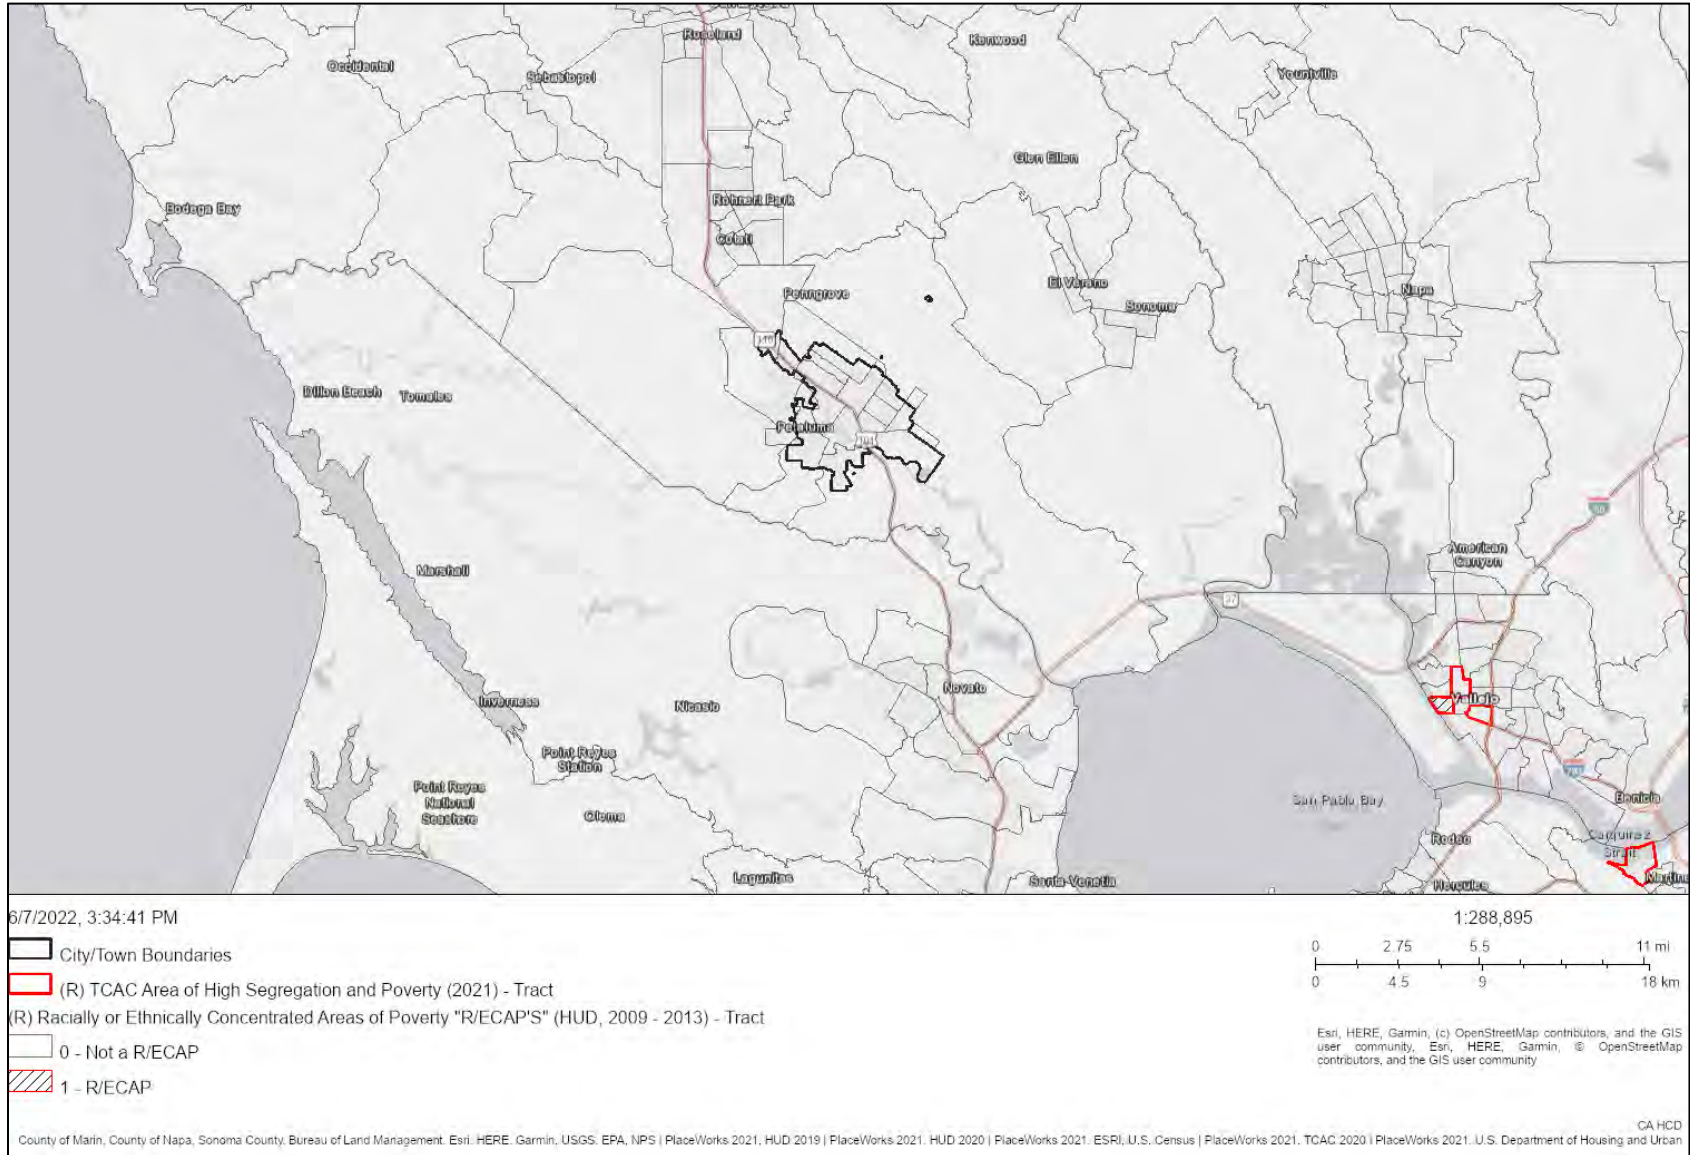 Roseland
Kenwood
Occidental
Sebastopol
Yountville
Glen Ellen
Rohnert Park
Bodega Bay
Cotati
El Verano
Penngrove
Napa
Sonoma
Dillon Beach
Tomales
Petaluma
101
American
Canyon
80
Marshall
37
Novato
Vallejo
Inverness
Nicasio
Point Reyes
Station
780
Point Reyes
National
Seashore
San Pablo Bay
Benicia
Olema
Rodeo
Carquinez
Strait
Lagunitas
Santa Venetia
Hercules
Martine
6/7/2022, 3:34:41 PM
City/Town Boundaries
(R) TCAC Area of High Segregation and Poverty (2021) - Tract
(R) Racially or Ethnically Concentrated Areas of Poverty "R/ECAP'S" (HUD, 2009 - 2013) - Tract
0 - Not a R/ECAP
1 - R/ECAP
1:288,895
0 2.75 5.5 11 mi
0 4.5 9 18 km
Esri, HERE, Garmin, (c) OpenStreetMap contributors, and the GIS
user community, Esri, HERE, Garmin, © OpenStreetMap
contributors, and the GIS user community
CA HCD
County of Marin, County of Napa, Sonoma County, Bureau of Land Management, Esri, HERE, Garmin, USGS, EPA, NPS | PlaceWorks 2021, HUD 2019 | PlaceWorks 2021, HUD 2020 | PlaceWorks 2021, ESRI, U.S. Census | PlaceWorks 2021, TCAC 2020 | PlaceWorks 2021, U.S. Department of Housing and Urban